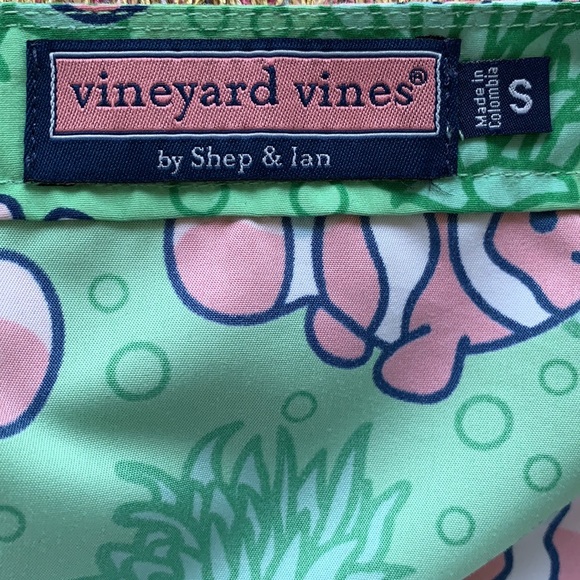 vineyard vines®
by Shep & Ian
Made in
Colombia
S